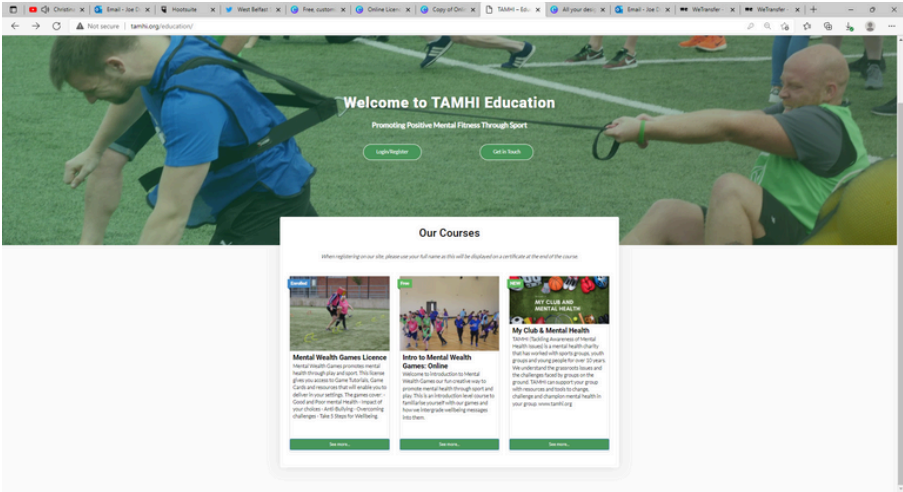 Christm
Email - Joe D
Hootsuite
West Belfast
Free, custom
Online Licen
Copy of Onli
TAMHI – Edu
All your desi
Email - Joe D
WeTransfer -
WeTransfer -
Not secure | tamhi.org/education/
Welcome to TAMHI Education
Promoting Positive Mental Fitness Through Sport
Login/Register
Get in Touch
Our Courses
When registering on our site, please use your full name as this will be displayed on a certificate at the end of the course
Enrolled
Mental Wealth Games Licence
Mental Wealth Games promotes mental
health through play and sport. This license
gives you access to Game Tutorials, Game
Cards and resources that will enable you to
deliver in your settings. The games cover: -
Good and Poor mental Health - Impact of
your choices - Anti-Bullying - Overcoming
challenges - Take 5 Steps for Wellbeing.
See more...
Free
Intro to Mental Wealth
Games: Online
Welcome to introduction to Mental
Wealth Games our fun creative way to
promote mental health through sport and
play. This is an introduction level course to
familiarise yourself with our games and
how we intergrade wellbeing messages
into them.
See more...
NEW
MY CLUB AND
MENTAL HEALTH
My Club & Mental Health
TAMHI (Tackling Awareness of Mental
Health Issues) is a mental health charity
that has worked with sports groups, youth
groups and young people for over 10 years.
We understand the grassroots issues and
the challenges faced by groups on the
ground. TAMHI can support your group
with resources and tools to change,
challenge and champion mental health in
your group. www.tamhi.org
See more...